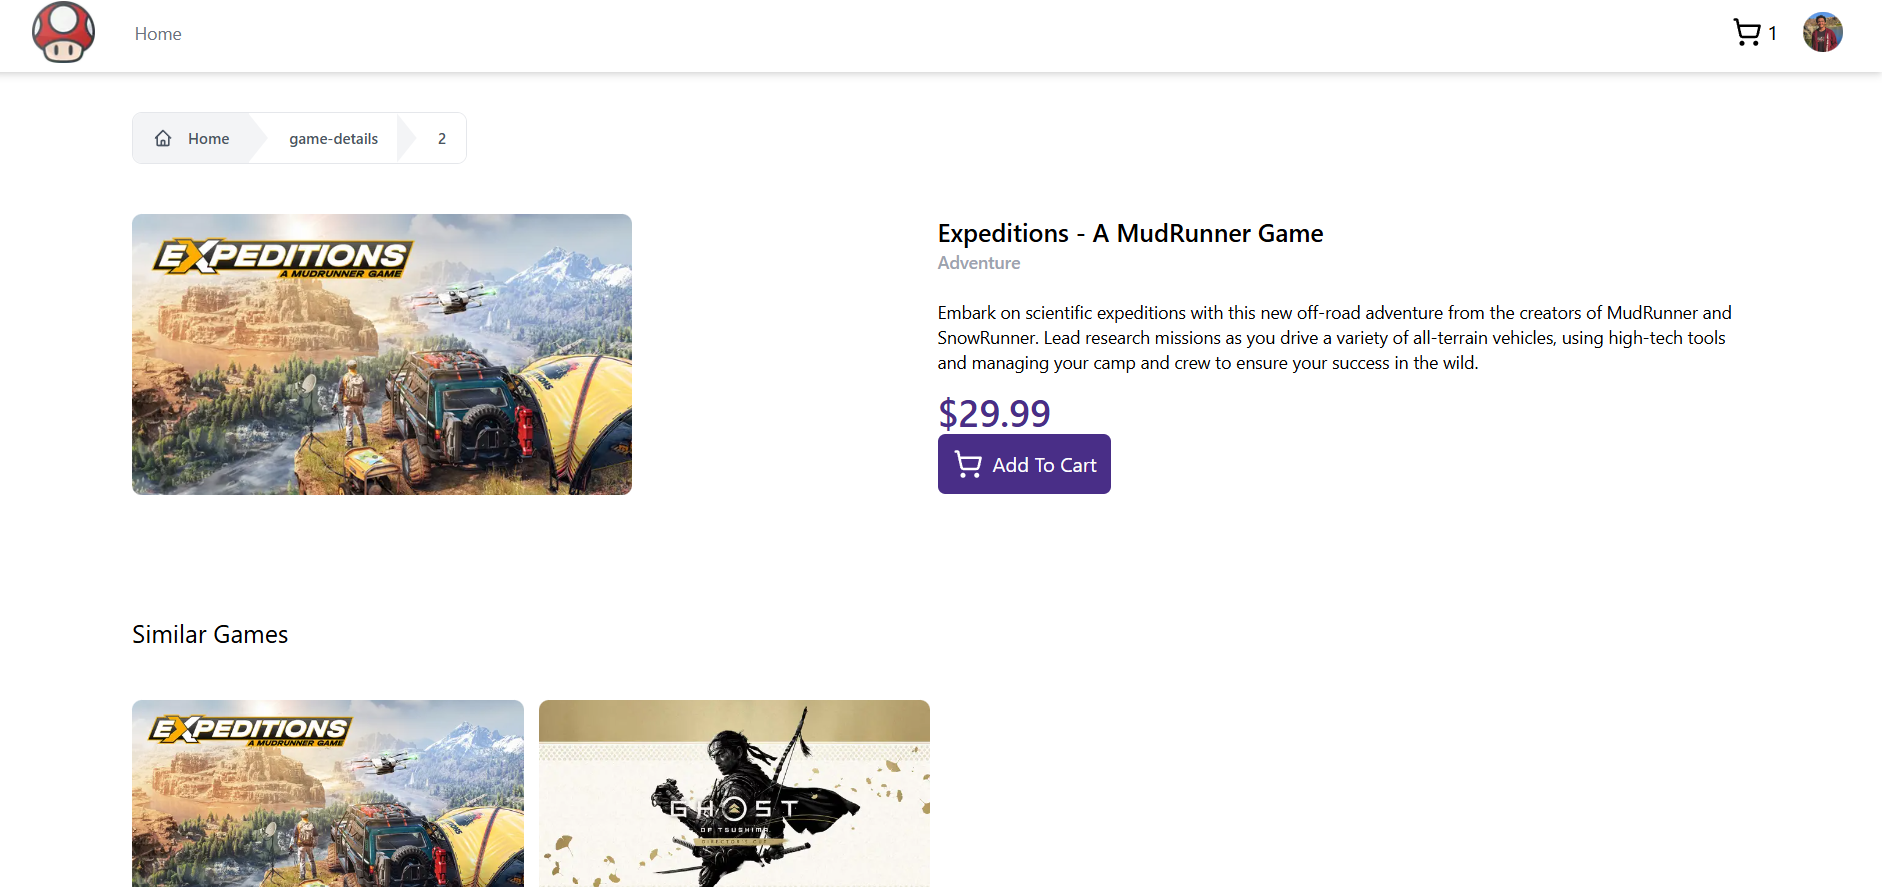 Home
1
Home
game-details
2
EXPEDITIONS
A MUDRUNNER GAME
Expeditions - A MudRunner Game
Adventure
Embark on scientific expeditions with this new off-road adventure from the creators of MudRunner and
SnowRunner. Lead research missions as you drive a variety of all-terrain vehicles, using high-tech tools
and managing your camp and crew to ensure your success in the wild.
$29.99
Add To Cart
Similar Games
EXPEDITIONS
A MUDRUNNER GAME
GHOST
OF TSUSHIMA
DIRECTOR'S CUT